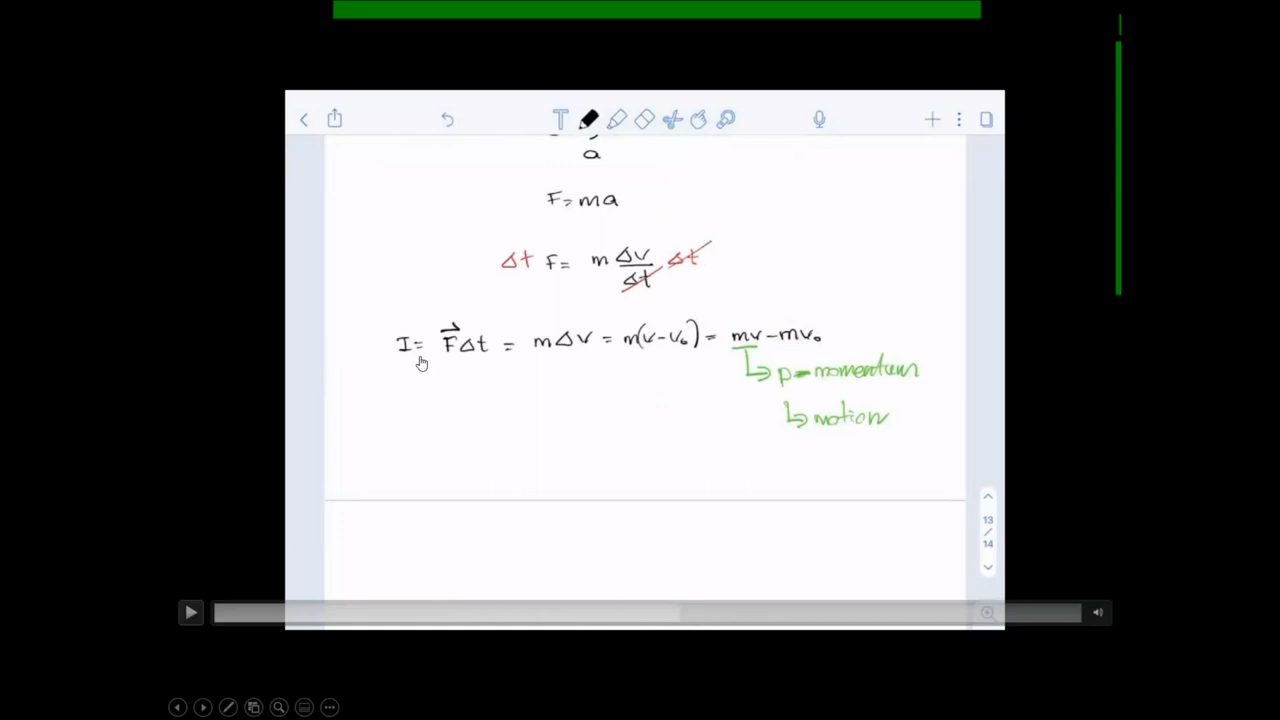 a
F = ma
Δt F = m Δv/Δt Δt
I = F⃗Δt = mΔv = m(v-v₀) = mv-mv₀
↳ p-momentum
↳ motion
13
/
14